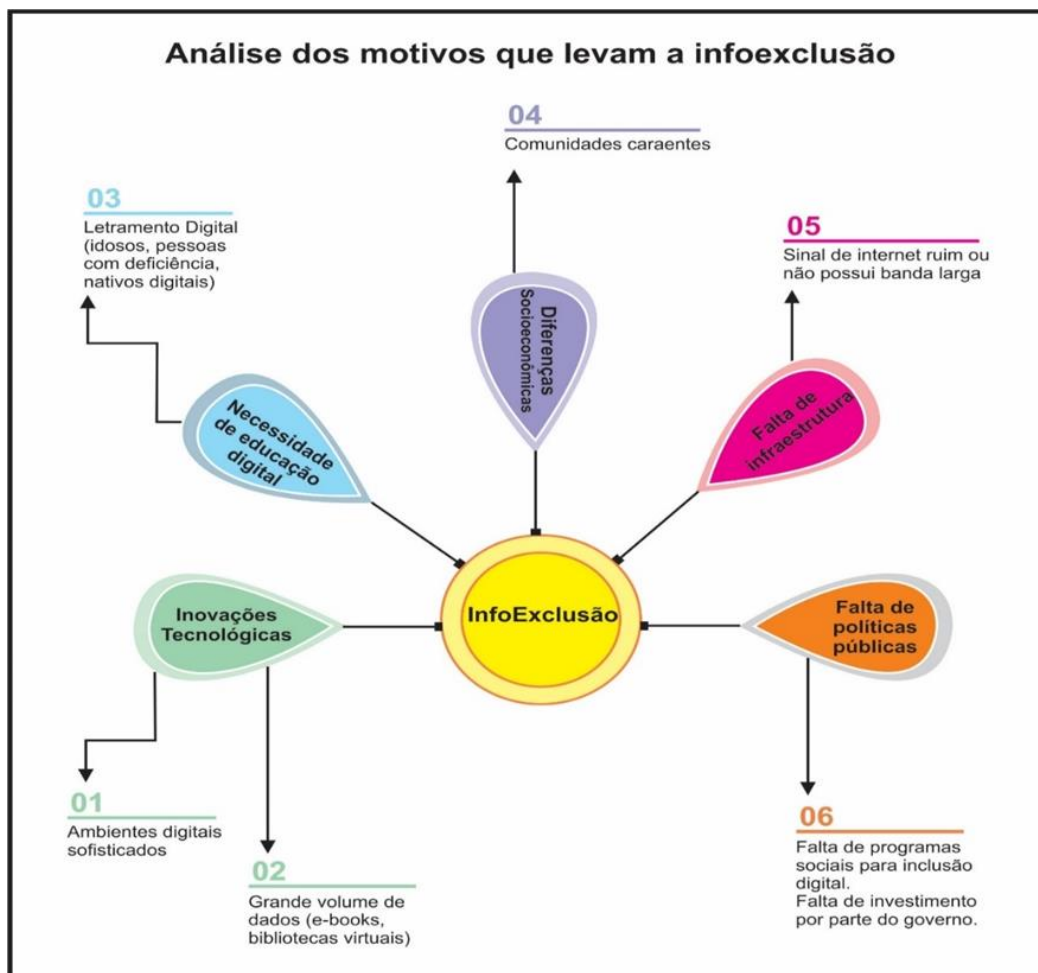 Análise dos motivos que levam a infoexclusão
04
Comunidades caraentes
03
Letramento Digital
(idosos, pessoas
com deficiência,
nativos digitais)
05
Sinal de internet ruim ou
não possui banda larga
Diferenças
Socioeconômicas
Necessidade
de educação
digital
Falta de
infraestrutura
Inovações
Tecnológicas
InfoExclusão
Falta de
políticas
públicas
01
Ambientes digitais
sofisticados
02
Grande volume de
dados (e-books,
bibliotecas virtuais)
06
Falta de programas
sociais para inclusão
digital.
Falta de investimento
por parte do governo.